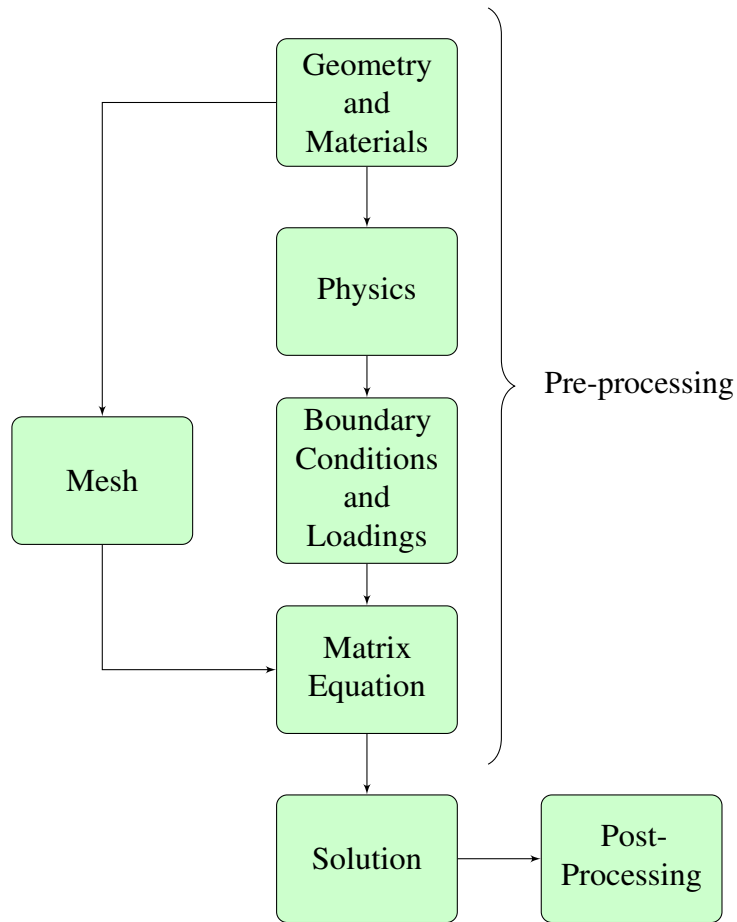 Geometry
and
Materials
Physics
Pre-processing
Boundary
Conditions
and
Loadings
Mesh
Matrix
Equation
Solution
Post-
Processing